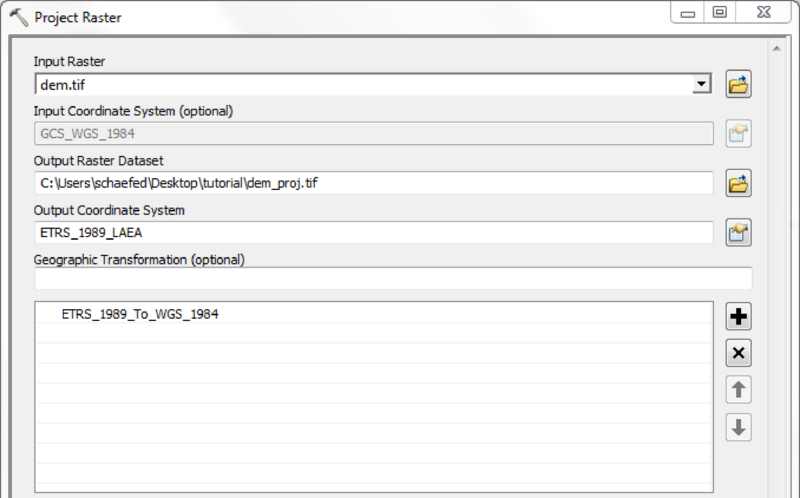 Project Raster
Input Raster
dem.tif
Input Coordinate System (optional)
GCS_WGS_1984
Output Raster Dataset
C:\Users\schaefed\Desktop\tutorial\dem_proj.tif
Output Coordinate System
ETRS_1989_LAEA
Geographic Transformation (optional)
ETRS_1989_To_WGS_1984